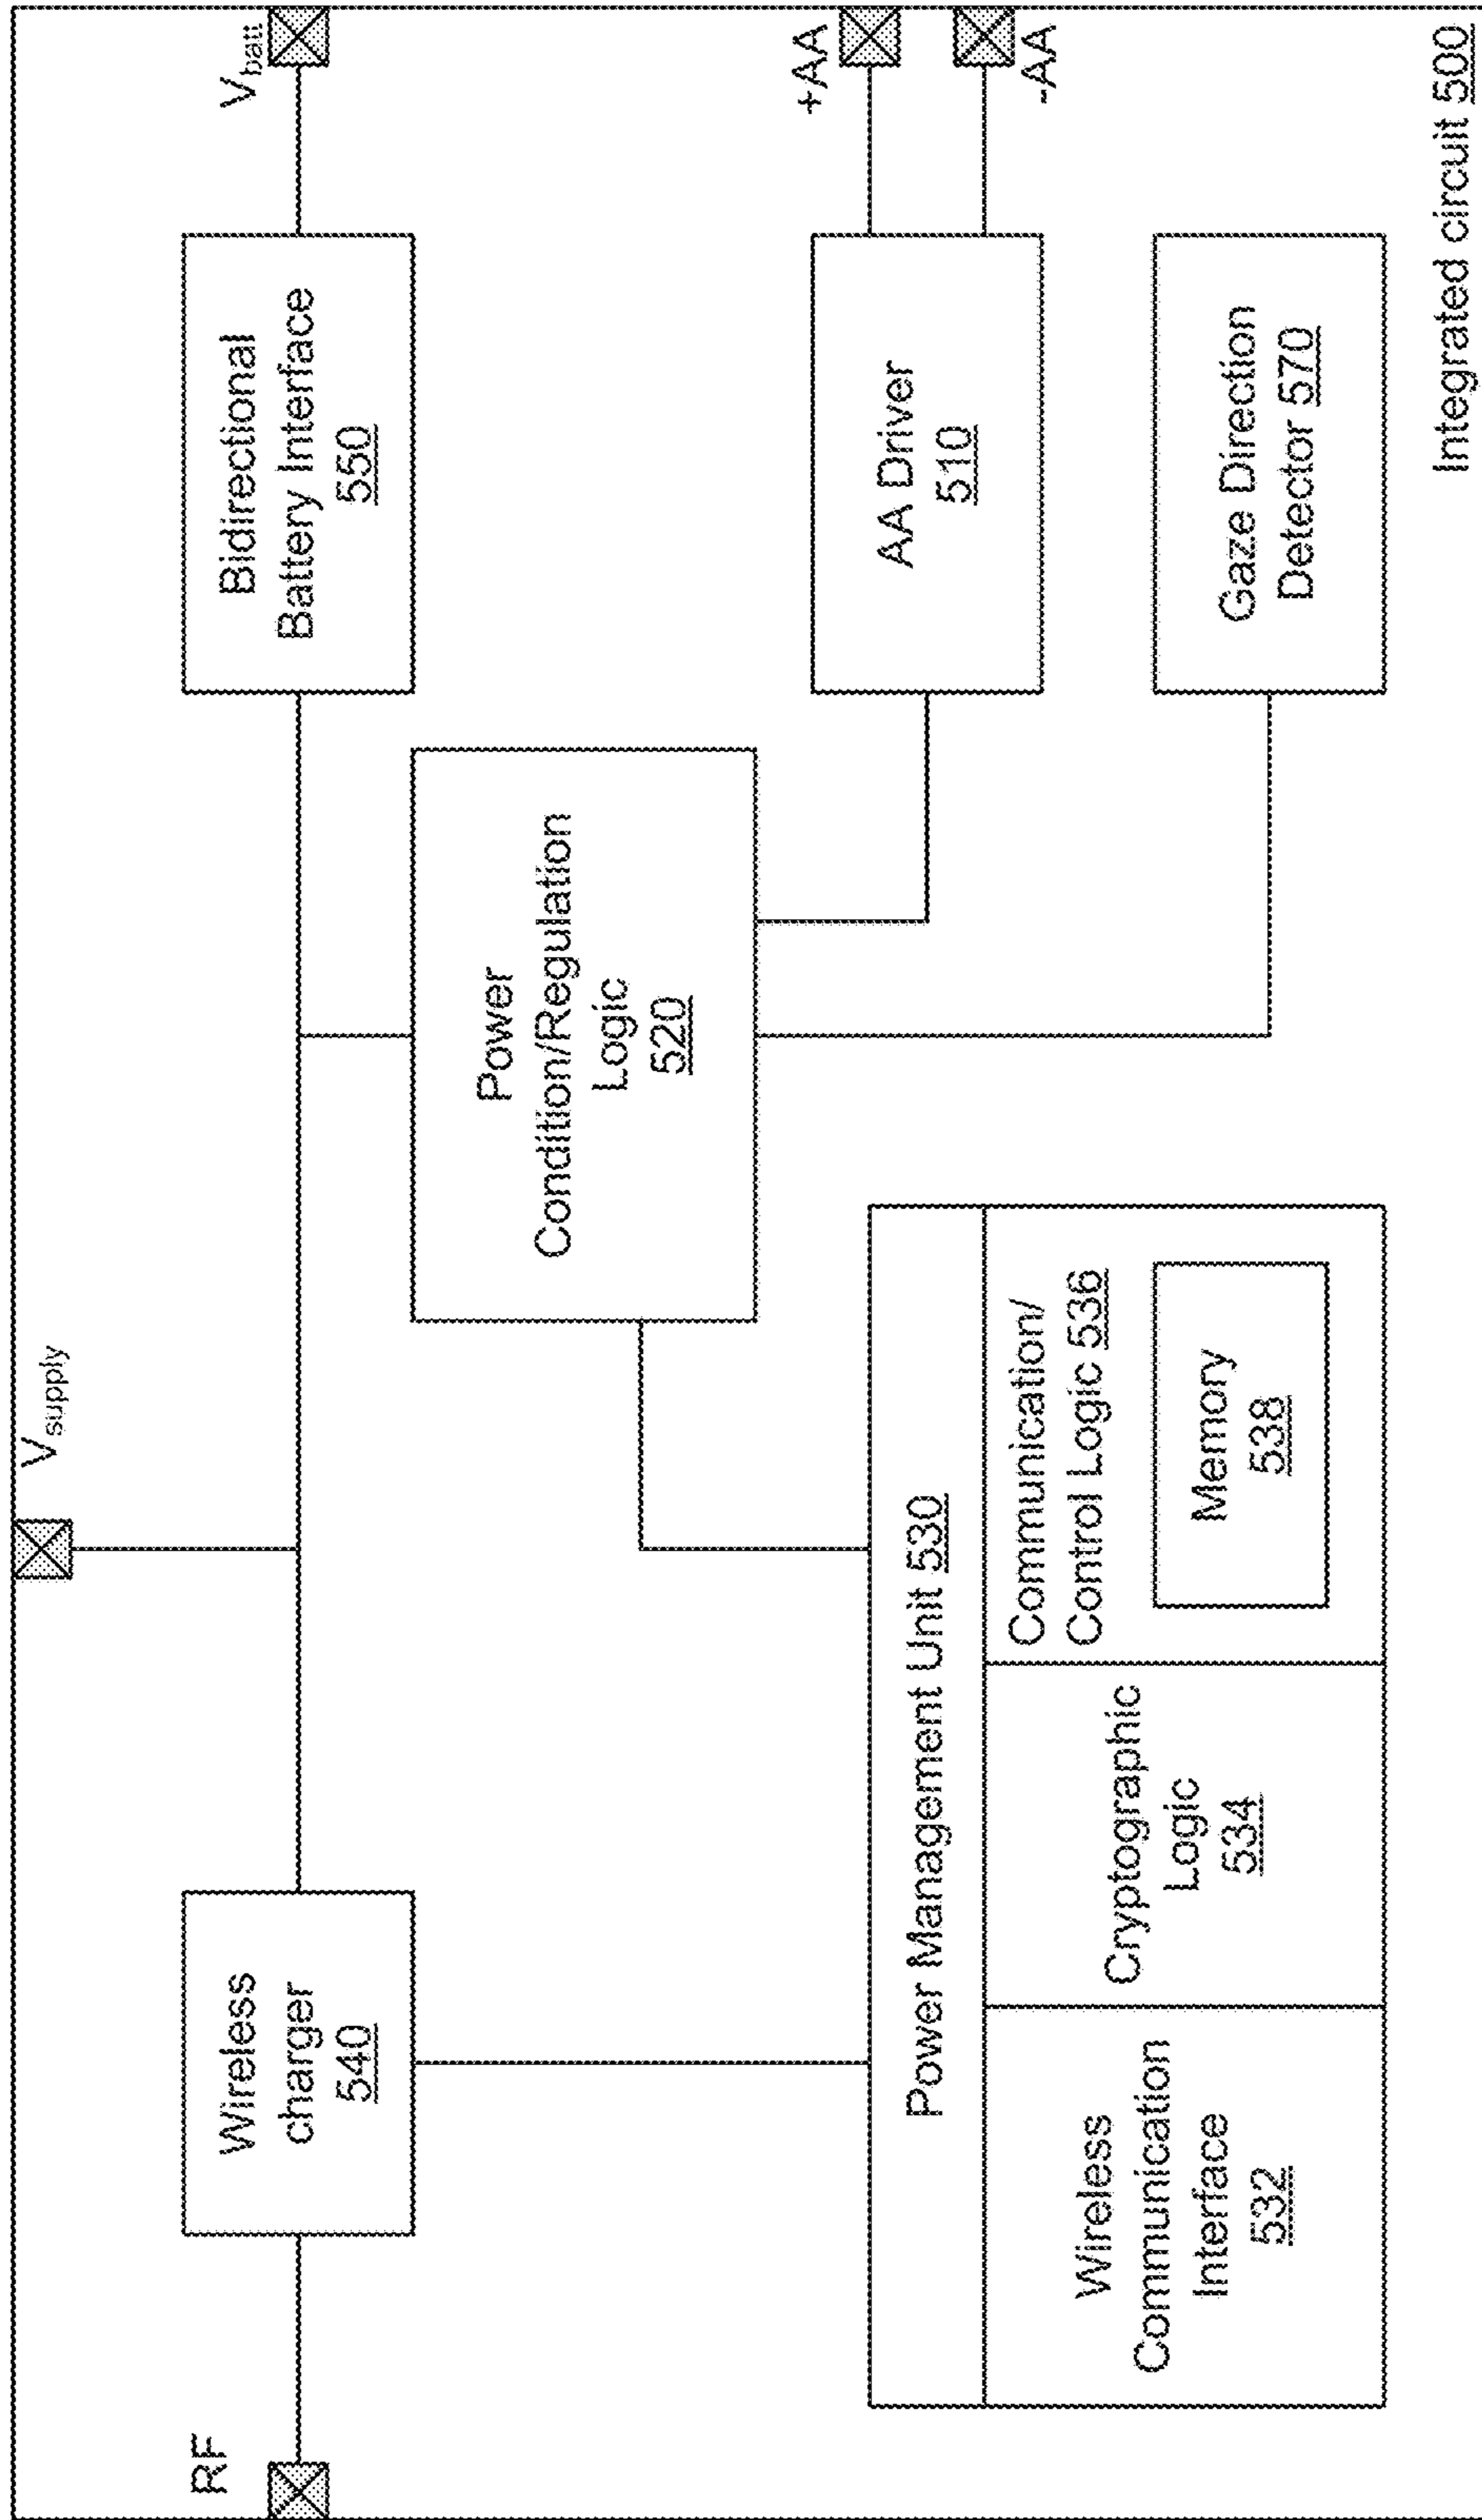 V_supply
RF
V_batt
Wireless
charger
540
Bidirectional
Battery Interface
550
Power
Condition/Regulation
Logic
520
+AA
-AA
AA Driver
510
Power Management Unit 530
Wireless
Communication
Interface
532
Cryptographic
Logic
534
Communication/
Control Logic 536
Memory
538
Gaze Direction
Detector 570
Integrated circuit 500